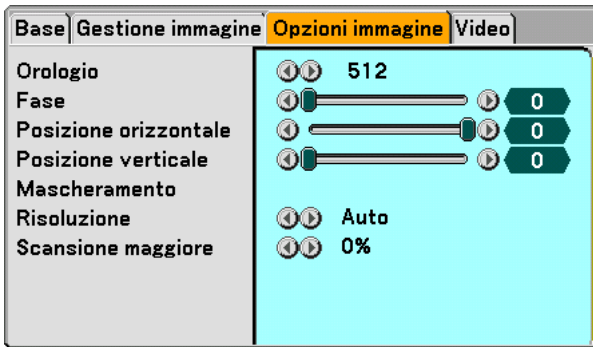 Base Gestione immagine Opzioni immagine Video
Orologio 512
Fase 0
Posizione orizzontale 0
Posizione verticale 0
Mascheramento
Risoluzione Auto
Scansione maggiore 0%